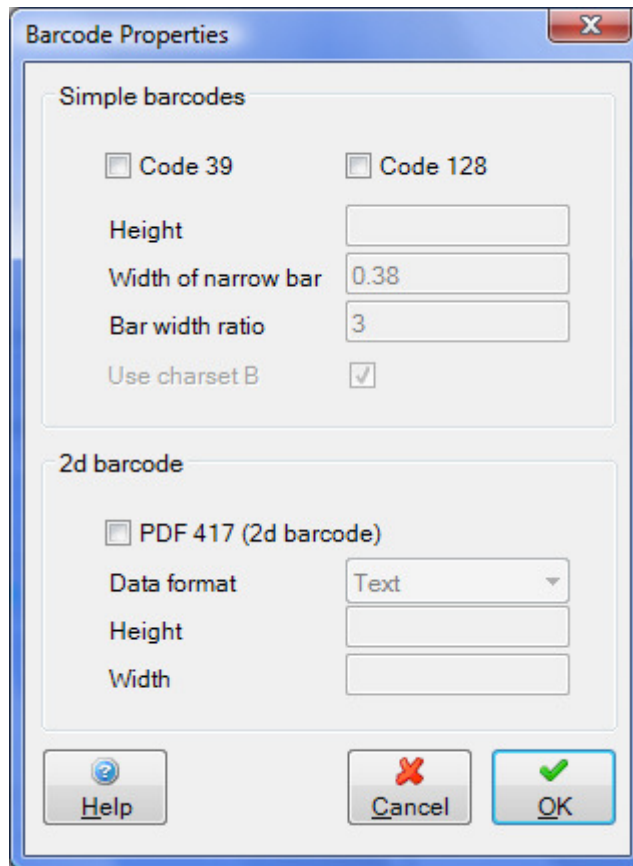 Barcode Properties
Simple barcodes
Code 39 Code 128
Height
Width of narrow bar 0.38
Bar width ratio 3
Use charset B
2d barcode
PDF 417 (2d barcode)
Data format Text
Height
Width
Help Cancel OK